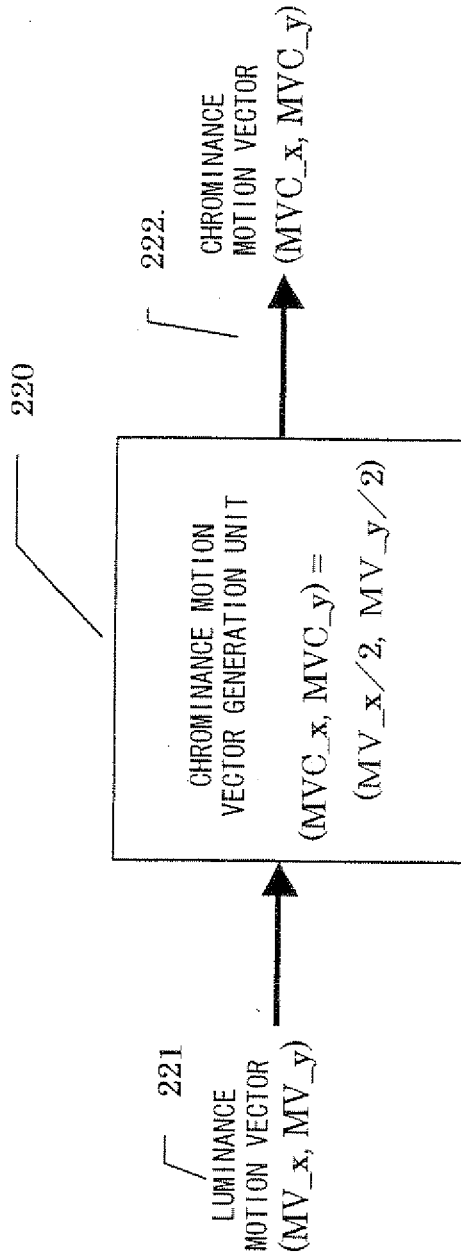 220
221
LUMINANCE
MOTION VECTOR
(MV_x, MV_y)
CHROMINANCE MOTION
VECTOR GENERATION UNIT
(MVC_x, MVC_y)=
(MV_x/2, MV_y/2)
222.
CHROMINANCE
MOTION VECTOR
(MVC_x, MVC_y)